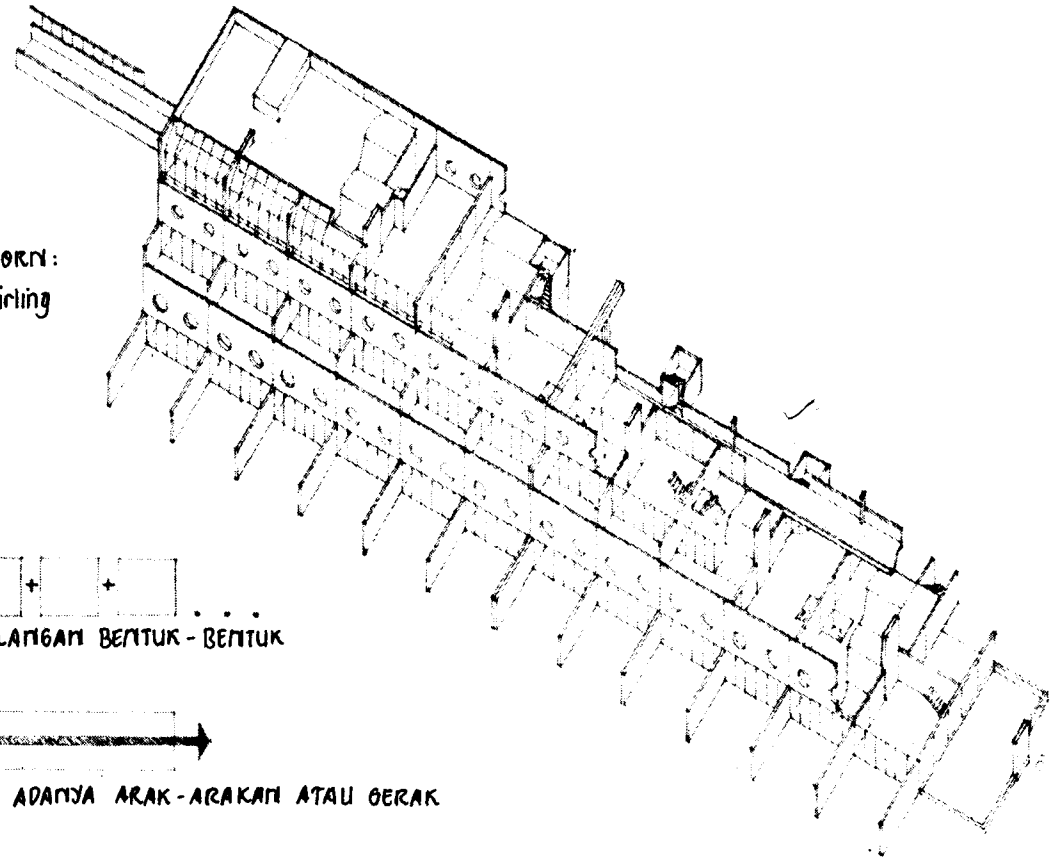 ORN:
irling
+ + . . .
LANGAN BENTUK-BENTUK
ADANYA ARAK-ARAKAN ATAU GERAK